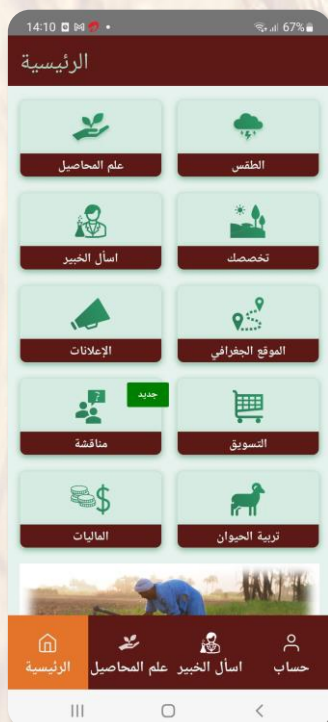 14:10
67%
الرئيسية
الطقس
علم المحاصيل
تخصصك
اسأل الخبير
الموقع الجغرافي
الإعلانات
التسويق
جديد
?
مناقشة
تربية الحيوان
$
الماليات
حساب
اسأل الخبير
علم المحاصيل
الرئيسية